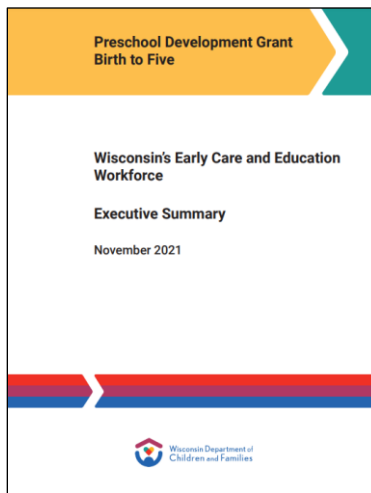 Preschool Development Grant
Birth to Five
Wisconsin's Early Care and Education
Workforce
Executive Summary
November 2021
Wisconsin Department of
Children and Families